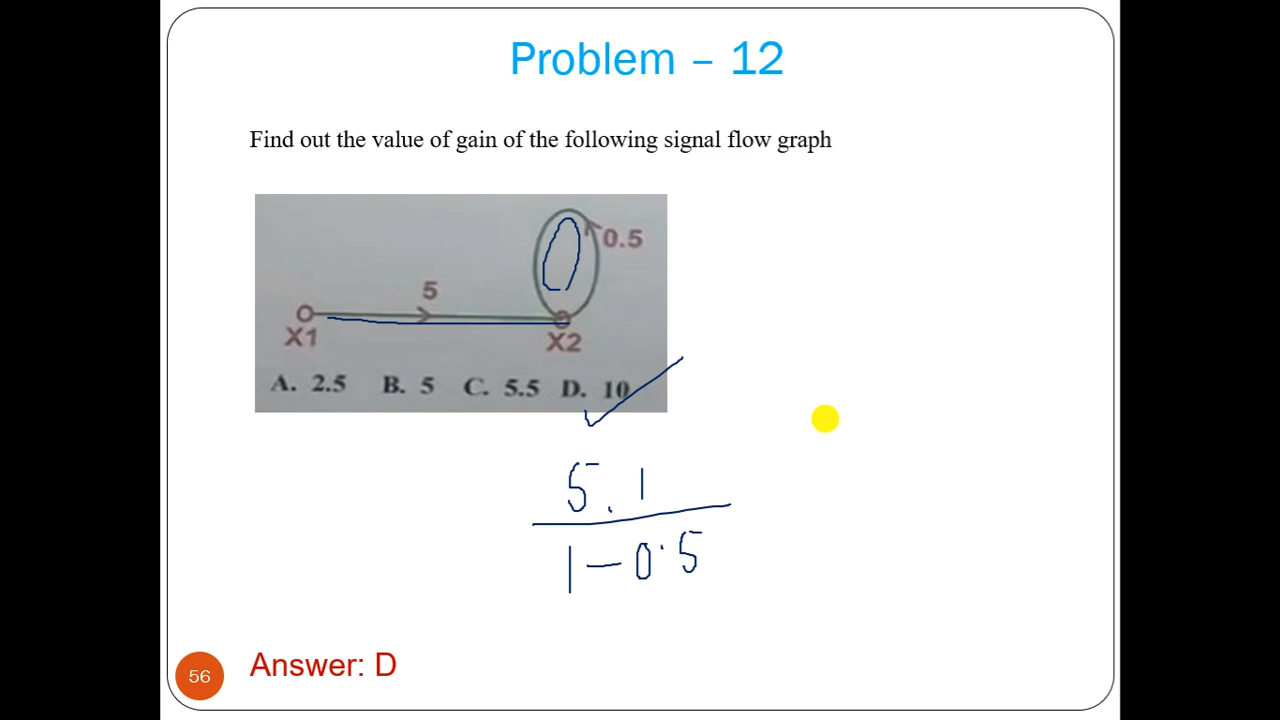 Problem – 12
Find out the value of gain of the following signal flow graph
0.5
5
X1
X2
A. 2.5 B. 5 C. 5.5 D. 10
5 . 1
1 – 0.5
Answer: D
56